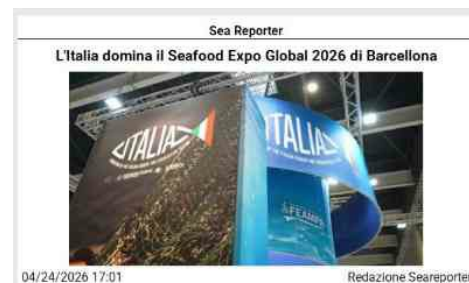 Sea Reporter
L'Italia domina il Seafood Expo Global 2026 di Barcellona
ITALIA
ITALIA
FEAMPA
04/24/2026 17:01
Redazione Seareporter